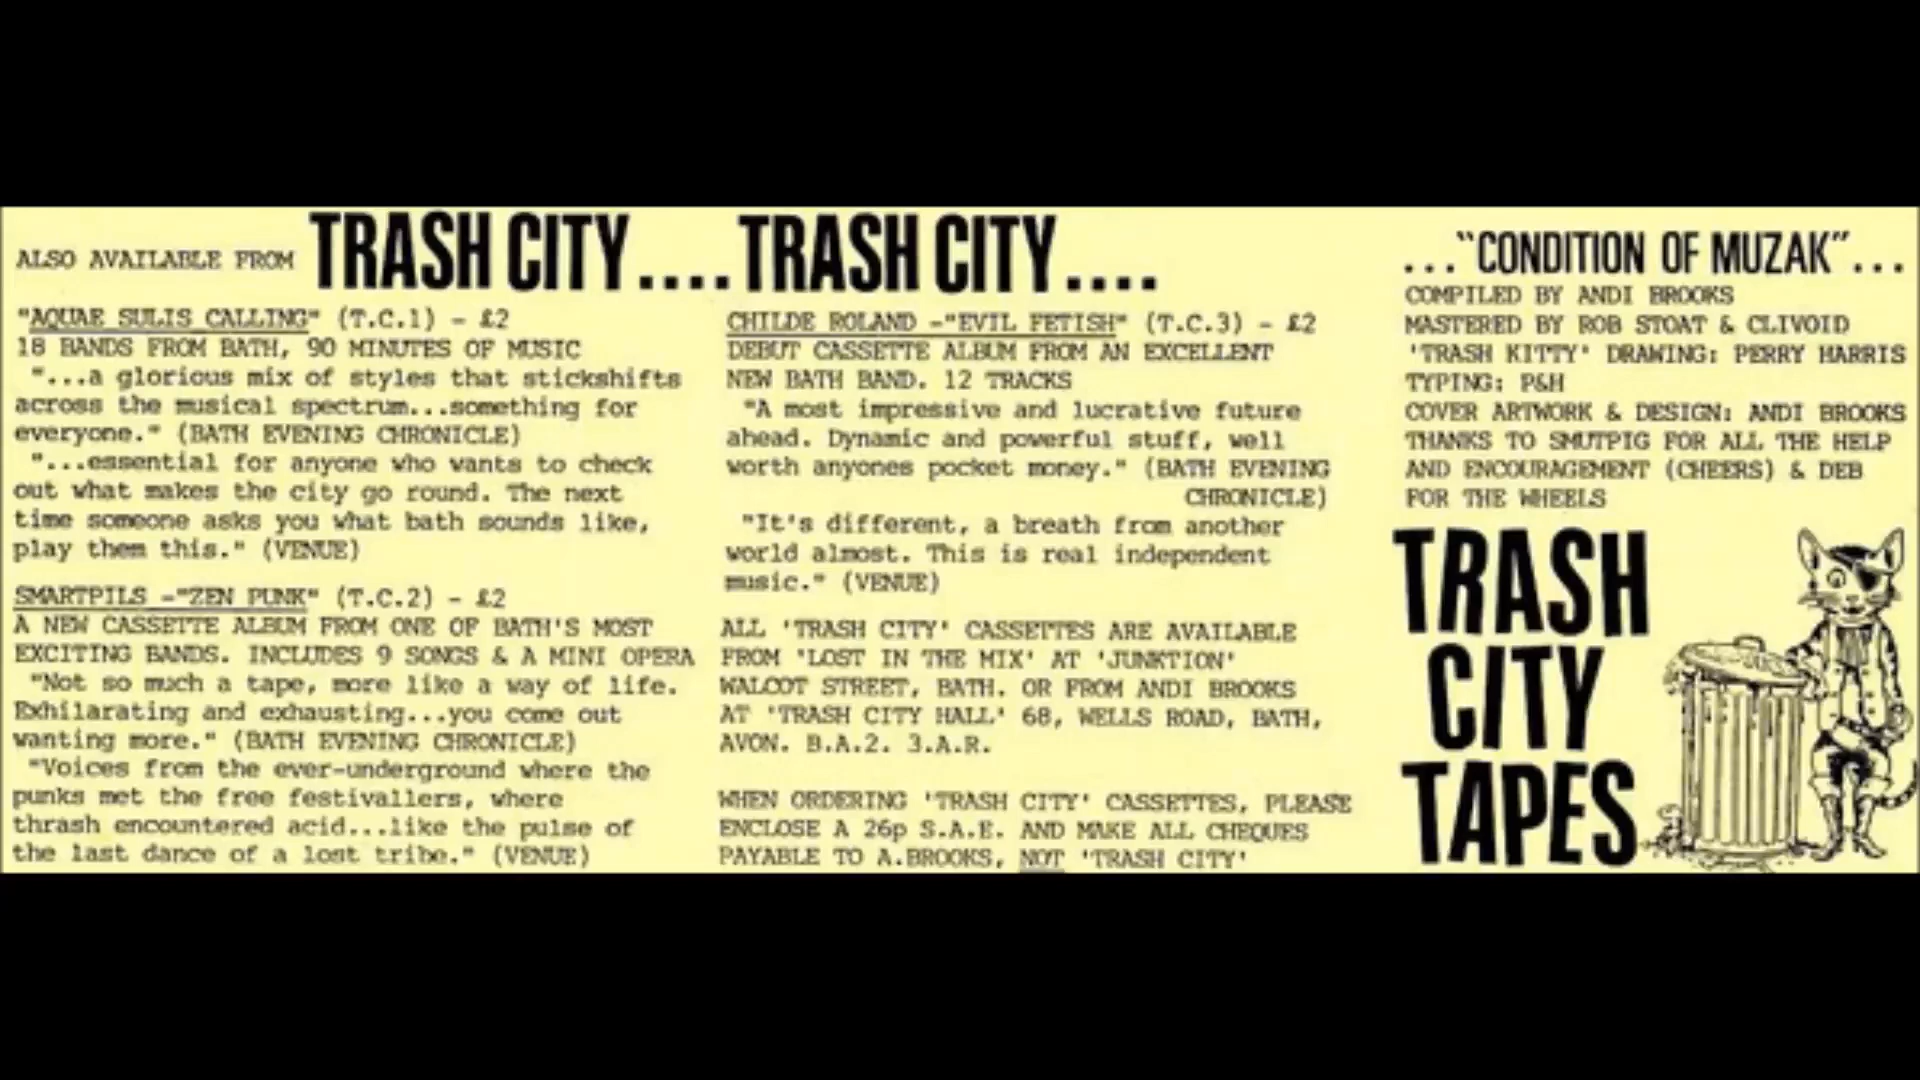 ALSO AVAILABLE FROM TRASH CITY....TRASH CITY....
"AQUAE SULIS CALLING" (T.C.1) - £2
18 BANDS FROM BATH, 90 MINUTES OF MUSIC
"...a glorious mix of styles that stickshifts
across the musical spectrum...something for
everyone." (BATH EVENING CHRONICLE)
"...essential for anyone who wants to check
out what makes the city go round. The next
time someone asks you what bath sounds like,
play them this." (VENUE)
SMARTPILS -"ZEN PUNK" (T.C.2) - £2
A NEW CASSETTE ALBUM FROM ONE OF BATH'S MOST
EXCITING BANDS. INCLUDES 9 SONGS & A MINI OPERA
"Not so much a tape, more like a way of life.
Exhilarating and exhausting...you come out
wanting more." (BATH EVENING CHRONICLE)
"Voices from the ever-underground where the
punks met the free festivallers, where
thrash encountered acid...like the pulse of
the last dance of a lost tribe." (VENUE)
CHILDE ROLAND -"EVIL FETISH" (T.C.3) - £2
DEBUT CASSETTE ALBUM FROM AN EXCELLENT
NEW BATH BAND. 12 TRACKS
"A most impressive and lucrative future
ahead. Dynamic and powerful stuff, well
worth anyones pocket money." (BATH EVENING
CHRONICLE)
"It's different, a breath from another
world almost. This is real independent
music." (VENUE)
ALL 'TRASH CITY' CASSETTES ARE AVAILABLE
FROM 'LOST IN THE MIX' AT 'JUNKTION'
WALCOT STREET, BATH. OR FROM ANDI BROOKS
AT 'TRASH CITY HALL' 68, WELLS ROAD, BATH,
AVON. B.A.2. 3.A.R.
WHEN ORDERING 'TRASH CITY' CASSETTES, PLEASE
ENCLOSE A 26p S.A.E. AND MAKE ALL CHEQUES
PAYABLE TO A.BROOKS, NOT 'TRASH CITY'
..."CONDITION OF MUZAK"...
COMPILED BY ANDI BROOKS
MASTERED BY ROB STOAT & CLIVOID
'TRASH KITTY' DRAWING: PERRY HARRIS
TYPING: P&H
COVER ARTWORK & DESIGN: ANDI BROOKS
THANKS TO SMUTPIG FOR ALL THE HELP
AND ENCOURAGEMENT (CHEERS) & DEB
FOR THE WHEELS
TRASH
CITY
TAPES